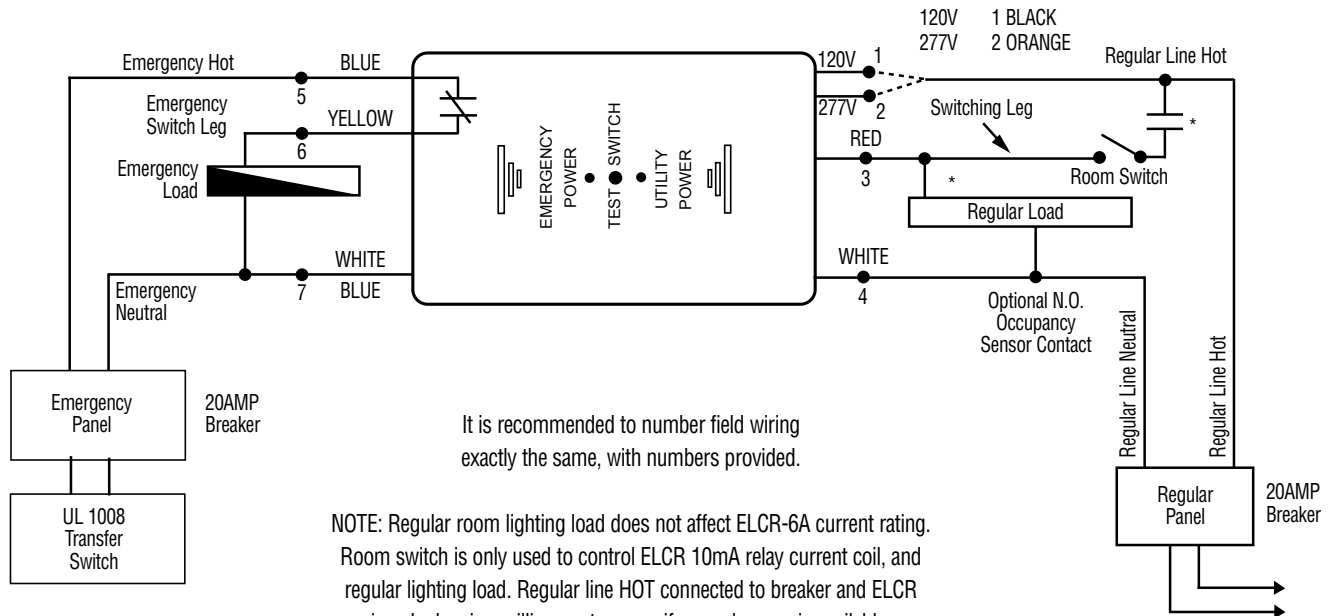 120V 1 BLACK
277V 2 ORANGE
Emergency Hot
BLUE
5
Emergency
Switch Leg
YELLOW
6
Emergency
Load
WHITE
7
BLUE
Emergency
Neutral
EMERGENCY
POWER
TEST SWITCH
UTILITY
POWER
120V 1
277V 2
Regular Line Hot
Switching Leg
*
RED
3
*
Room Switch
Regular Load
WHITE
4
Optional N.O.
Occupancy
Sensor Contact
Regular Line Neutral
Regular Line Hot
Emergency
Panel
20AMP
Breaker
UL 1008
Transfer
Switch
Regular
Panel
20AMP
Breaker
It is recommended to number field wiring
exactly the same, with numbers provided.
NOTE: Regular room lighting load does not affect ELCR-6A current rating.
Room switch is only used to control ELCR 10mA relay current coil, and
regular lighting load. Regular line HOT connected to breaker and ELCR